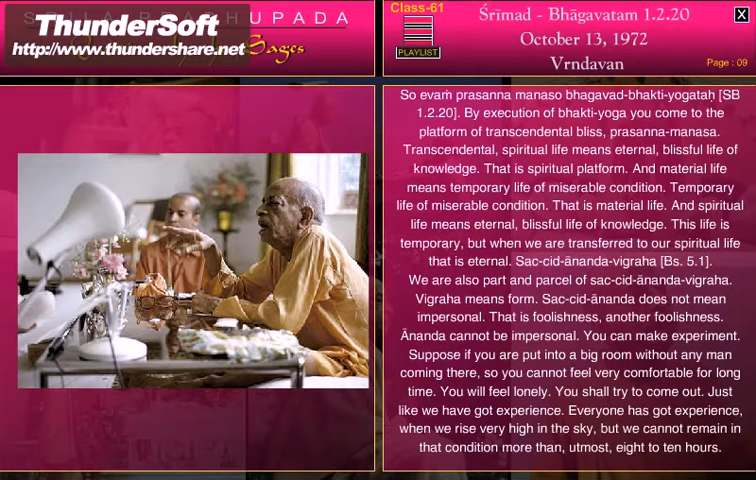 ThunderSoft
http://www.thundershare.net
PRABHUPADA
Sages
Class-61
PLAYLIST
Śrīmad - Bhāgavatam 1.2.20
October 13, 1972
Vrndavan
X
Page : 09
So evaṁ prasanna manaso bhagavad-bhakti-yogataḥ [SB
1.2.20]. By execution of bhakti-yoga you come to the
platform of transcendental bliss, prasanna-manasa.
Transcendental, spiritual life means eternal, blissful life of
knowledge. That is spiritual platform. And material life
means temporary life of miserable condition. Temporary
life of miserable condition. That is material life. And spiritual
life means eternal, blissful life of knowledge. This life is
temporary, but when we are transferred to our spiritual life
that is eternal. Sac-cid-ānanda-vigraha [Bs. 5.1].
We are also part and parcel of sac-cid-ānanda-vigraha.
Vigraha means form. Sac-cid-ānanda does not mean
impersonal. That is foolishness, another foolishness.
Ānanda cannot be impersonal. You can make experiment.
Suppose if you are put into a big room without any man
coming there, so you cannot feel very comfortable for long
time. You will feel lonely. You shall try to come out. Just
like we have got experience. Everyone has got experience,
when we rise very high in the sky, but we cannot remain in
that condition more than, utmost, eight to ten hours.